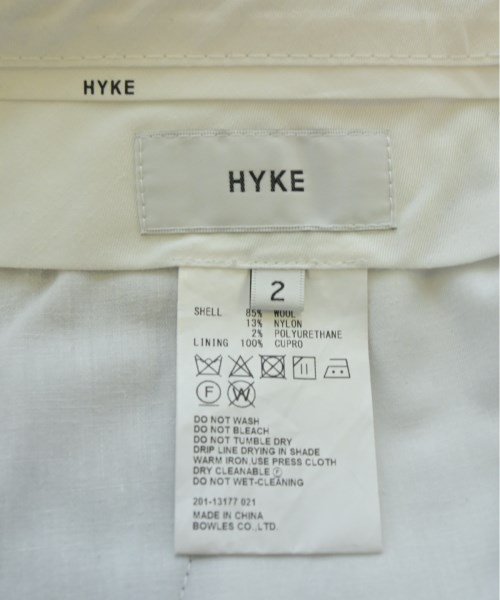 HYKE
HYKE
2
SHELL 85% WOOL
13% NYLON
2% POLYURETHANE
LINING 100% CUPRO
F W
DO NOT WASH
DO NOT BLEACH
DO NOT TUMBLE DRY
DRIP LINE DRYING IN SHADE
WARM IRON.USE PRESS CLOTH
DRY CLEANABLE Ⓕ
DO NOT WET-CLEANING
201-13177 021
MADE IN CHINA
BOWLES CO.,LTD.